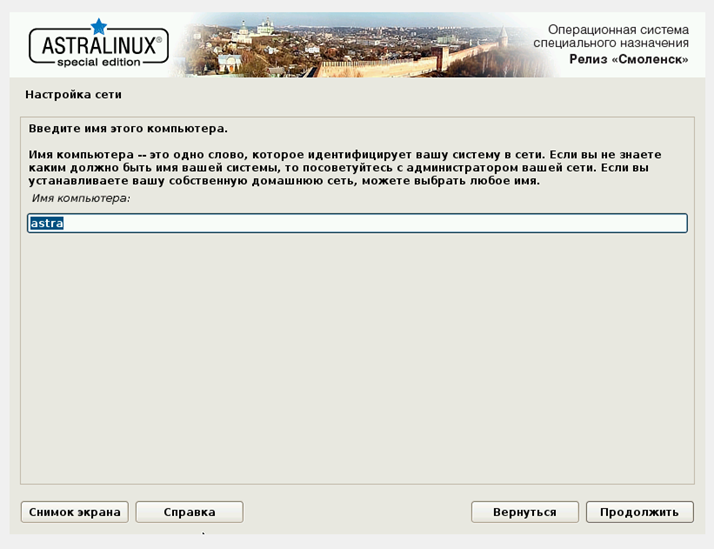 ASTRALINUX®
special edition
Операционная система
специального назначения
Релиз «Смоленск»
Настройка сети
Введите имя этого компьютера.
Имя компьютера -- это одно слово, которое идентифицирует вашу систему в сети. Если вы не знаете
каким должно быть имя вашей системы, то посоветуйтесь с администратором вашей сети. Если вы
устанавливаете вашу собственную домашнюю сеть, можете выбрать любое имя.
Имя компьютера:
astra
Снимок экрана
Справка
Вернуться
Продолжить